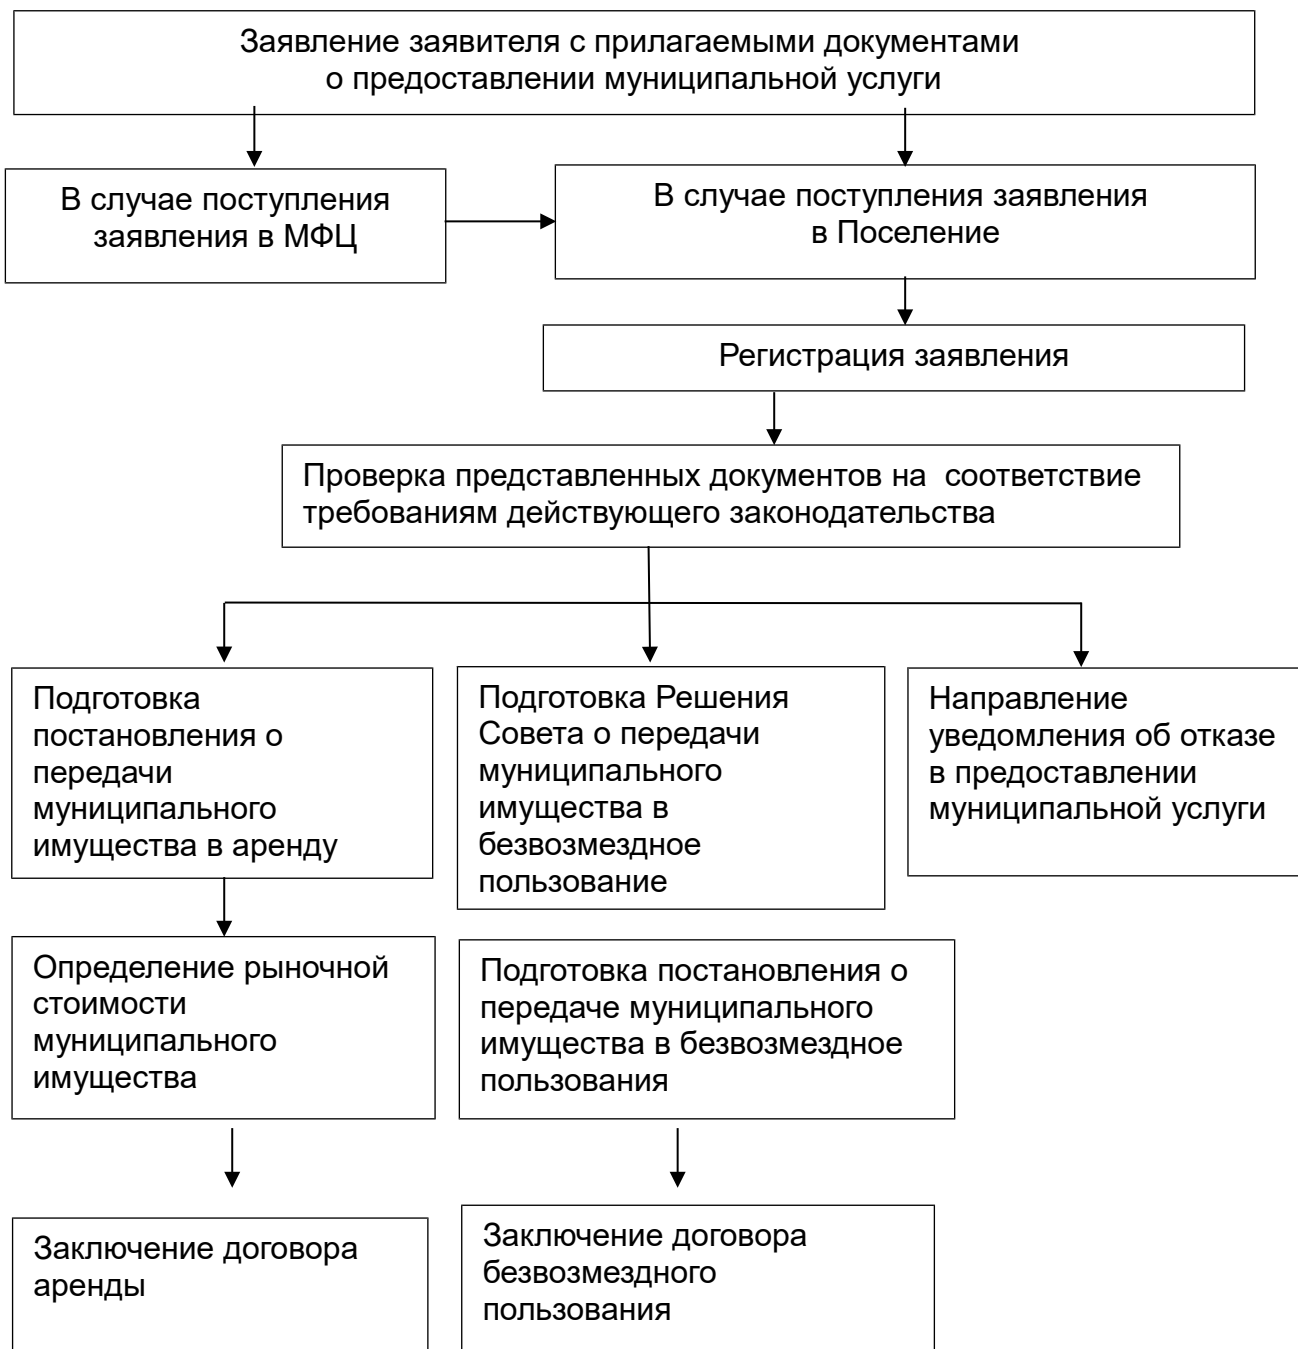 Заявление заявителя с прилагаемыми документами
о предоставлении муниципальной услуги
В случае поступления
заявления в МФЦ
В случае поступления заявления
в Поселение
Регистрация заявления
Проверка представленных документов на  соответствие
требованиям действующего законодательства
Подготовка
постановления о
передачи
муниципального
имущества в аренду
Подготовка Решения
Совета о передачи
муниципального
имущества в
безвозмездное
пользование
Направление
уведомления об отказе
в предоставлении
муниципальной услуги
Определение рыночной
стоимости
муниципального
имущества
Подготовка постановления о
передаче муниципального
имущества в безвозмездное
пользования
Заключение договора
аренды
Заключение договора
безвозмездного
пользования